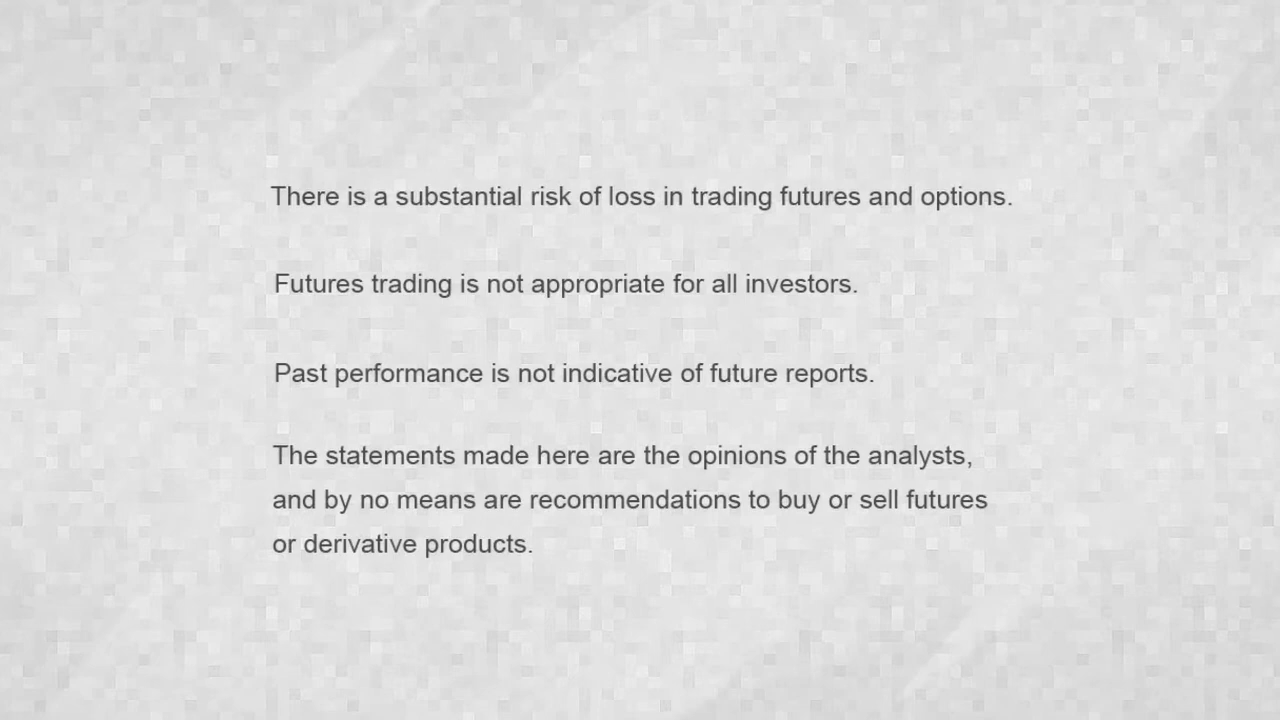 There is a substantial risk of loss in trading futures and options.
Futures trading is not appropriate for all investors.
Past performance is not indicative of future reports.
The statements made here are the opinions of the analysts,
and by no means are recommendations to buy or sell futures
or derivative products.